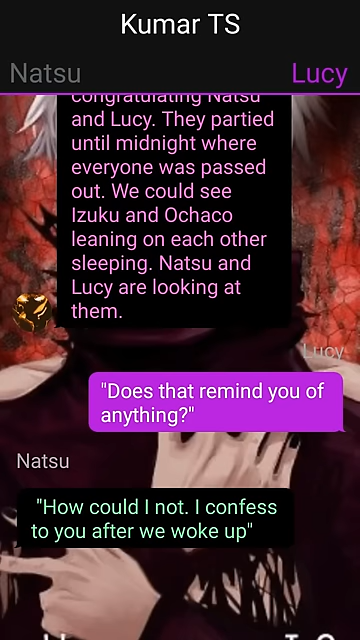 Kumar TS
Natsu
Lucy
congratulating Natsu
and Lucy. They partied
until midnight where
everyone was passed
out. We could see
Izuku and Ochaco
leaning on each other
sleeping. Natsu and
Lucy are looking at
them.
Lucy
"Does that remind you of
anything?"
Natsu
"How could I not. I confess
to you after we woke up"